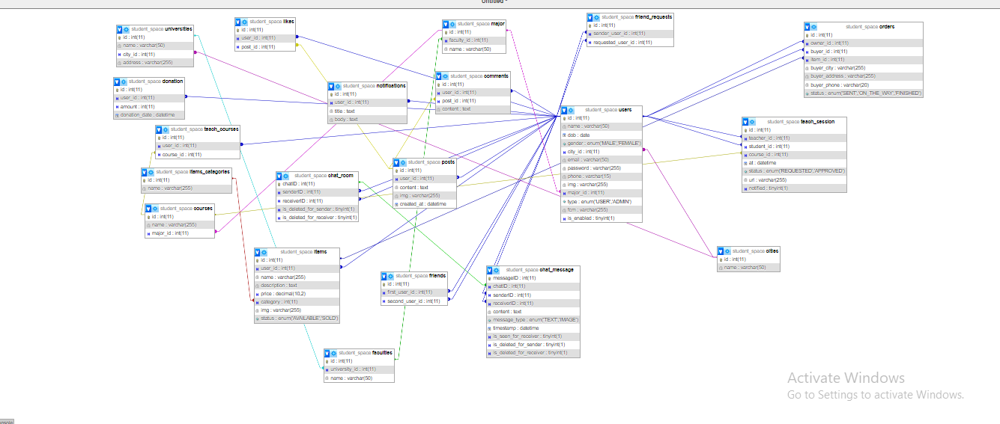 Untitled *
student_space universities
id : int(11)
name : varchar(50)
city_id : int(11)
address : varchar(255)
student_space likes
id : int(11)
user_id : int(11)
post_id : int(11)
student_space major
id : int(11)
faculty_id : int(11)
name : varchar(50)
student_space friend_requests
id : int(11)
sender_user_id : int(11)
requested_user_id : int(11)
student_space orders
id : int(11)
owner_id : int(11)
buyer_id : int(11)
item_id : int(11)
buyer_city : varchar(255)
buyer_address : varchar(255)
buyer_phone : varchar(20)
status : enum('SENT','ON_THE_WAY','FINISHED')
student_space donation
id : int(11)
user_id : int(11)
amount : int(11)
donation_date : datetime
student_space notifications
id : int(11)
user_id : int(11)
title : text
body : text
student_space comments
id : int(11)
user_id : int(11)
post_id : int(11)
content : text
student_space users
id : int(11)
name : varchar(50)
dob : date
gender : enum('MALE','FEMALE')
city_id : int(11)
email : varchar(50)
password : varchar(255)
phone : varchar(15)
img : varchar(255)
major_id : int(11)
type : enum('USER','ADMIN')
fcm : varchar(255)
is_enabled : tinyint(1)
student_space teach_session
id : int(11)
teacher_id : int(11)
student_id : int(11)
course_id : int(11)
at : datetime
status : enum('REQUESTED','APPROVED')
url : varchar(255)
notified : tinyint(1)
student_space teach_courses
id : int(11)
user_id : int(11)
course_id : int(11)
student_space items_categories
id : int(11)
name : varchar(255)
student_space chat_room
chatID : int(11)
senderID : int(11)
receiverID : int(11)
is_deleted_for_sender : tinyint(1)
is_deleted_for_receiver : tinyint(1)
student_space posts
id : int(11)
user_id : int(11)
content : text
img : varchar(255)
created_at : datetime
student_space courses
id : int(11)
name : varchar(255)
major_id : int(11)
student_space items
id : int(11)
user_id : int(11)
name : varchar(255)
description : text
price : decimal(10,2)
category : int(11)
img : varchar(255)
status : enum('AVAILABLE','SOLD')
student_space friends
id : int(11)
first_user_id : int(11)
second_user_id : int(11)
student_space chat_message
messageID : int(11)
chatID : int(11)
senderID : int(11)
receiverID : int(11)
content : text
message_type : enum('TEXT','IMAGE')
timestamp : datetime
is_seen_for_receiver : tinyint(1)
is_deleted_for_sender : tinyint(1)
is_deleted_for_receiver : tinyint(1)
student_space cities
id : int(11)
name : varchar(50)
student_space faculties
id : int(11)
university_id : int(11)
name : varchar(50)
Activate Windows
Go to Settings to activate Windows.